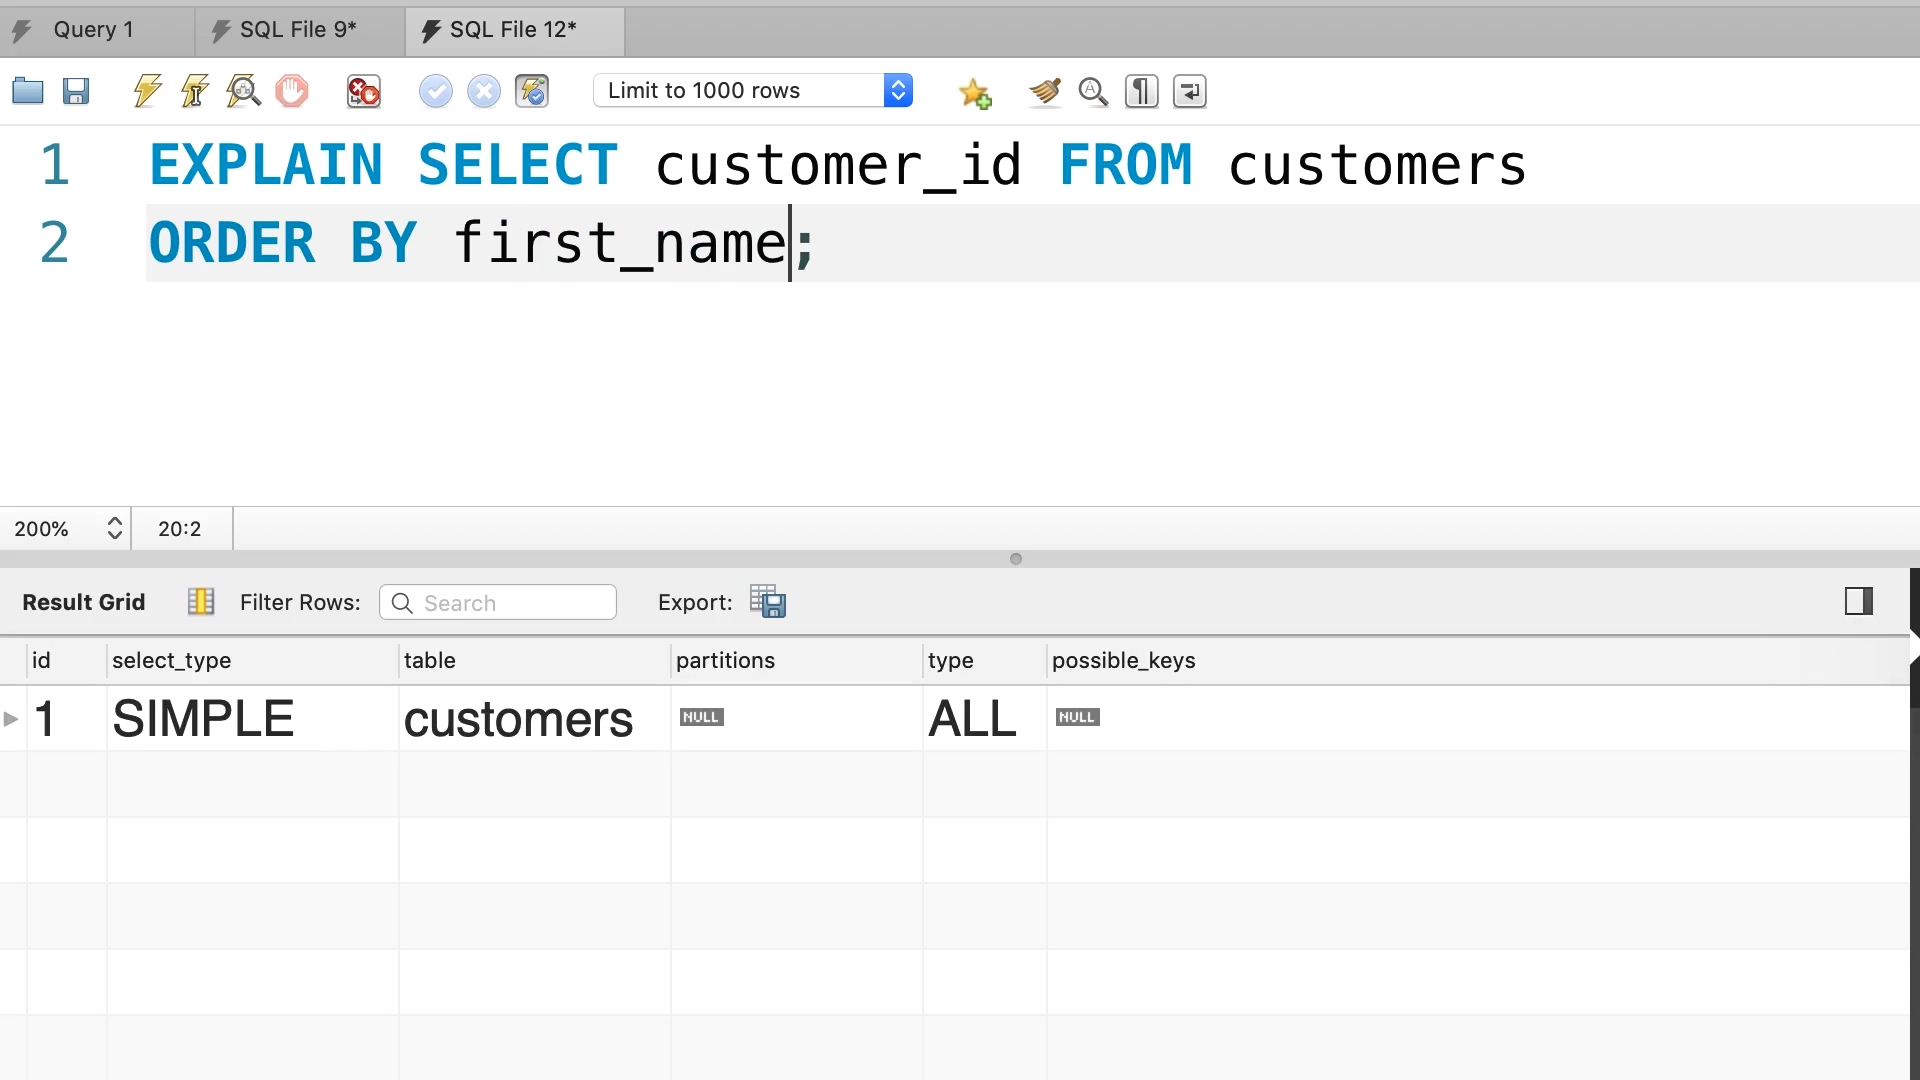 Query 1
SQL File 9*
SQL File 12*
Limit to 1000 rows
1 EXPLAIN SELECT customer_id FROM customers
2 ORDER BY first_name;
200%
20:2
Result Grid
Filter Rows:
Search
Export:
id select_type table partitions type possible_keys
1 SIMPLE customers NULL ALL NULL